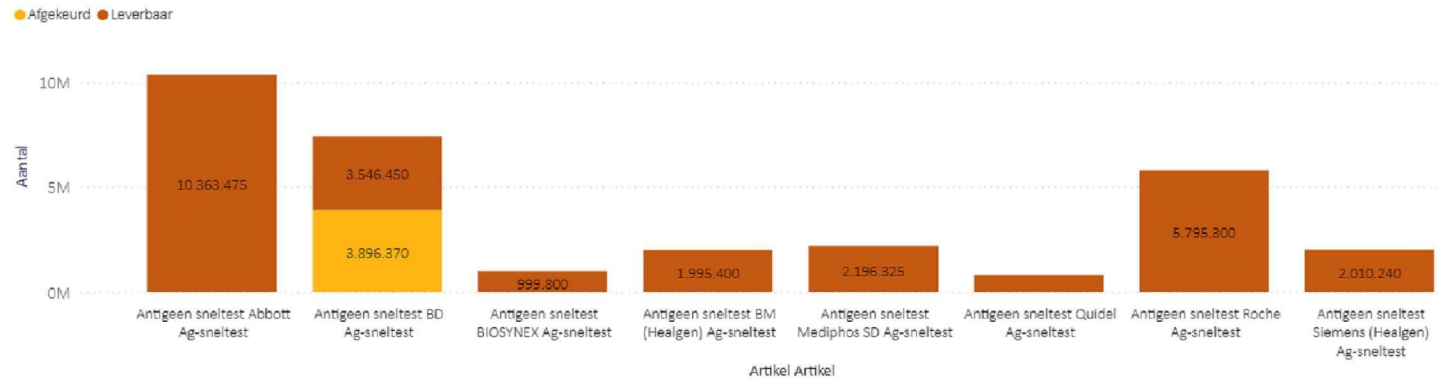 Afgekeurd Leverbaar
Aantal
10M
5M
0M
10.363.475
3.546.450
3.896.370
999.800
1.995.400
2.196.325
5.795.300
2.010.240
Antigeen sneltest Abbott
Ag-sneltest
Antigeen sneltest BD
Ag-sneltest
Antigeen sneltest
BIOSYNEX Ag-sneltest
Antigeen sneltest BM
(Healgen) Ag-sneltest
Antigeen sneltest
Mediphos SD Ag-sneltest
Antigeen sneltest Quidel
Ag-sneltest
Antigeen sneltest Roche
Ag-sneltest
Antigeen sneltest
Siemens (Healgen)
Ag-sneltest
Artikel Artikel